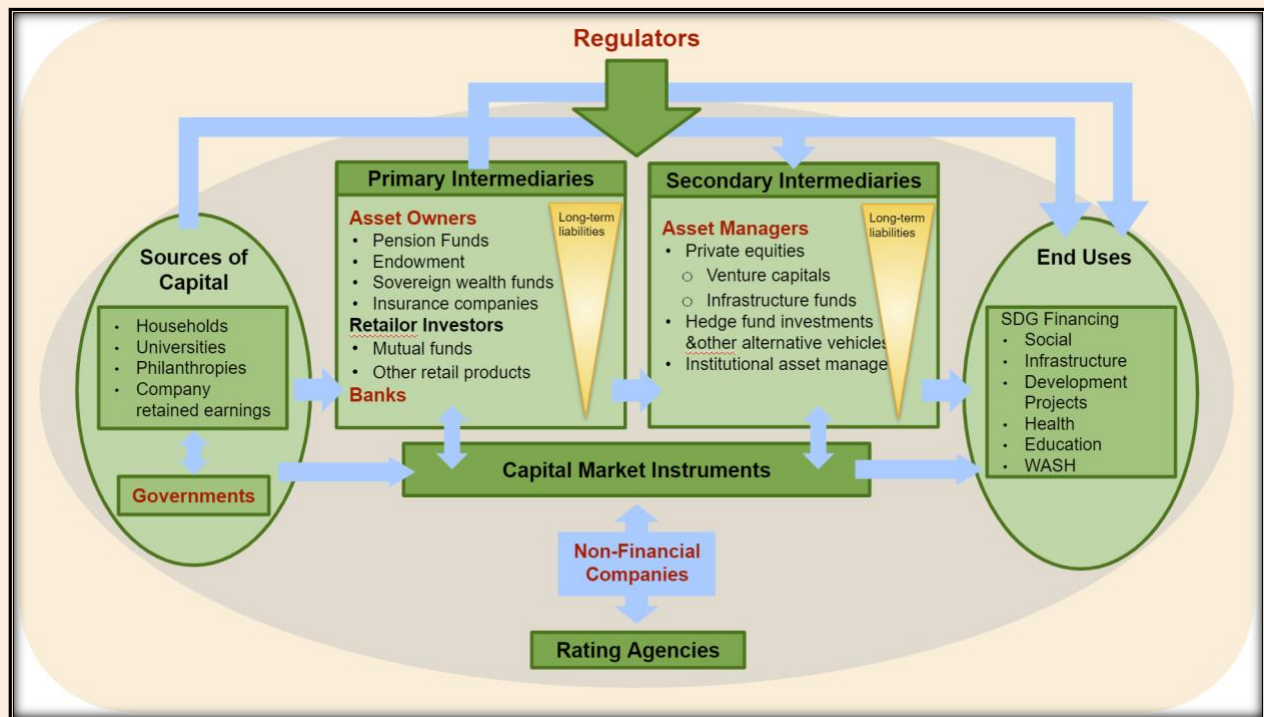 Regulators
Primary Intermediaries
Asset Owners
• Pension Funds
• Endowment
• Sovereign wealth funds
• Insurance companies
Retailor Investors
• Mutual funds
• Other retail products
Banks
Long-term
liabilities
Secondary Intermediaries
Asset Managers
• Private equities
○ Venture capitals
○ Infrastructure funds
• Hedge fund investments
&other alternative vehicles
• Institutional asset manage
Long-term
liabilities
Sources of
Capital
• Households
• Universities
• Philanthropies
• Company
retained earnings
Governments
End Uses
SDG Financing
• Social
• Infrastructure
• Development
Projects
• Health
• Education
• WASH
Capital Market Instruments
Non-Financial
Companies
Rating Agencies